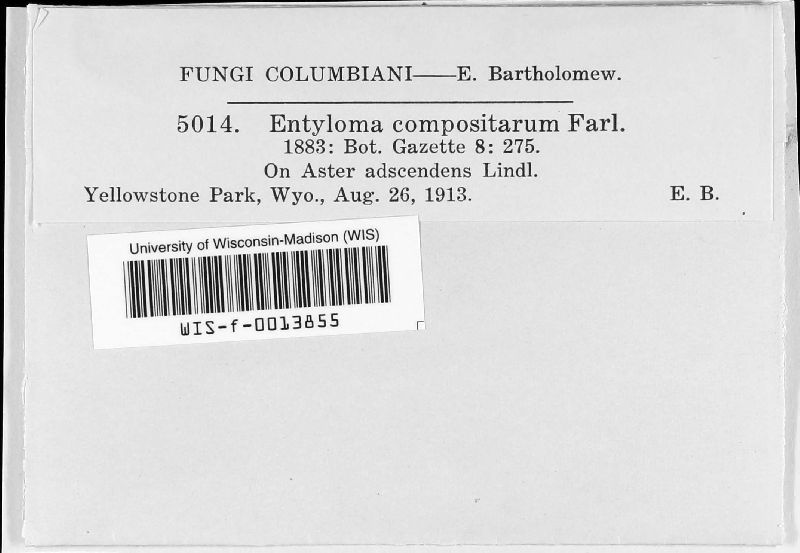 FUNGI COLUMBIANI——E. Bartholomew.
5014. Entyloma compositarum Farl.
1883: Bot. Gazette 8: 275.
On Aster adscendens Lindl.
Yellowstone Park, Wyo., Aug. 26, 1913. E. B.
University of Wisconsin-Madison (WIS)
WIS-f-0013855